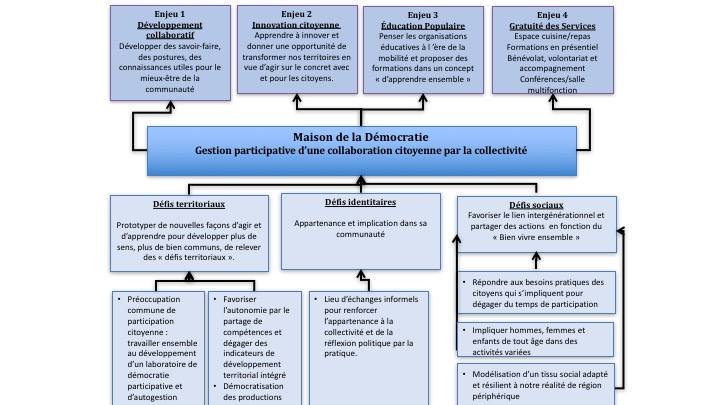 Enjeu 1
Développement
collaboratif
Développer des savoir-faire,
des postures, des
connaissances utiles pour le
mieux-être de la
communauté
Enjeu 2
Innovation citoyenne
Apprendre à innover et
donner une opportunité de
transformer nos territoires en
vue d’agir sur le concret avec
et pour les citoyens.
Enjeu 3
Éducation Populaire
Penser les organisations
éducatives à l ’ère de la
mobilité et proposer des
formations dans un concept
« d’apprendre ensemble »
Enjeu 4
Gratuité des Services
Espace cuisine/repas
Formations en présentiel
Bénévolat, volontariat et
accompagnement
Conférences/salle
multifonction
Maison de la Démocratie
Gestion participative d’une collaboration citoyenne par la collectivité
Défis territoriaux
Prototyper de nouvelles façons d’agir et
d’apprendre pour développer plus de
sens, plus de bien communs, de relever
des « défis territoriaux ».
Défis identitaires
Appartenance et implication dans sa
communauté
Défis sociaux
Favoriser le lien intergénérationnel et
partager des actions en fonction du
« Bien vivre ensemble »
• Préoccupation
commune de
participation
citoyenne :
travailler ensemble
au développement
d’un laboratoire de
démocratie
participative et
d’autogestion
• Favoriser
l’autonomie par le
partage de
compétences et
dégager des
indicateurs de
développement
territorial intégré
• Démocratisation
des productions
• Lieu d’échanges informels
pour renforcer
l’appartenance à la
collectivité et de la
réflexion politique par la
pratique.
• Répondre aux besoins pratiques des
citoyens qui s’impliquent pour
dégager du temps de participation
• Impliquer hommes, femmes et
enfants de tout âge dans des
activités variées
• Modélisation d’un tissu social adapté
et résilient à notre réalité de région
périphérique